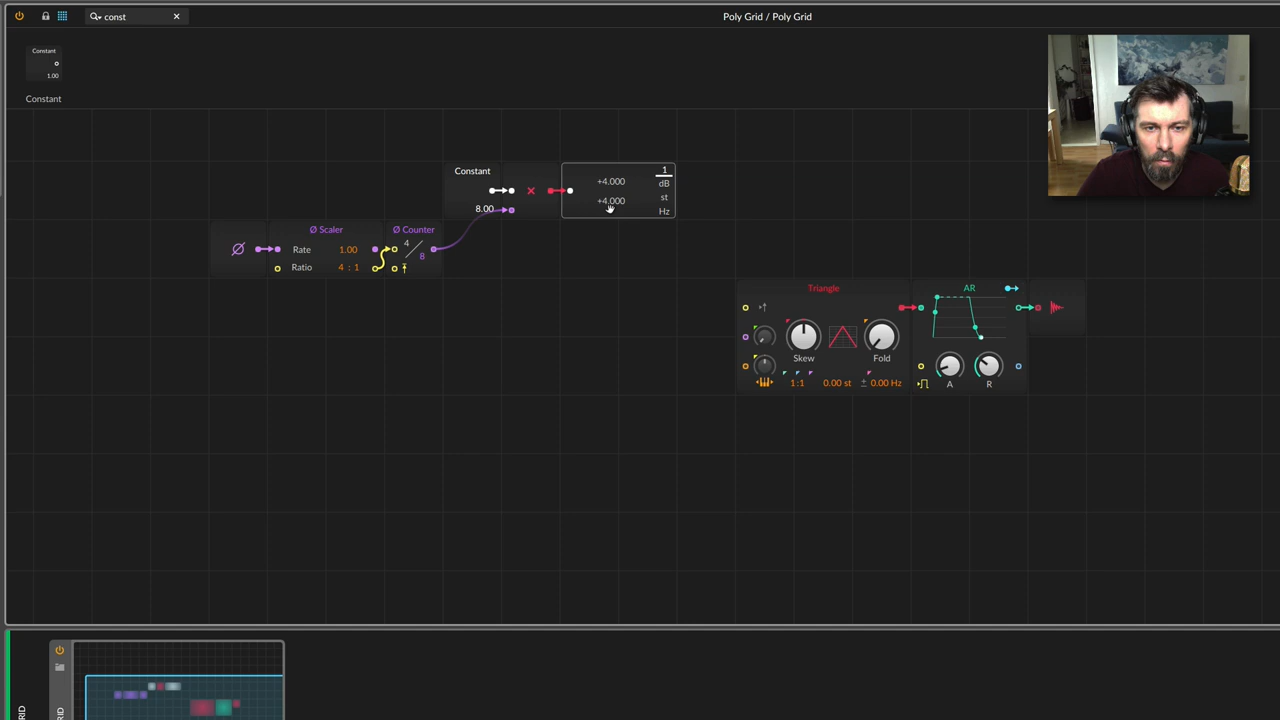 const
Poly Grid / Poly Grid
Constant
1.00
Constant
Constant
8.00
+4.000
+4.000
1
dB
st
Hz
Ø Scaler
Rate 1.00
Ratio 4 : 1
Ø Counter
4
8
Triangle
Skew
Fold
1:1 0.00 st ± 0.00 Hz
AR
A R
RID
GRID